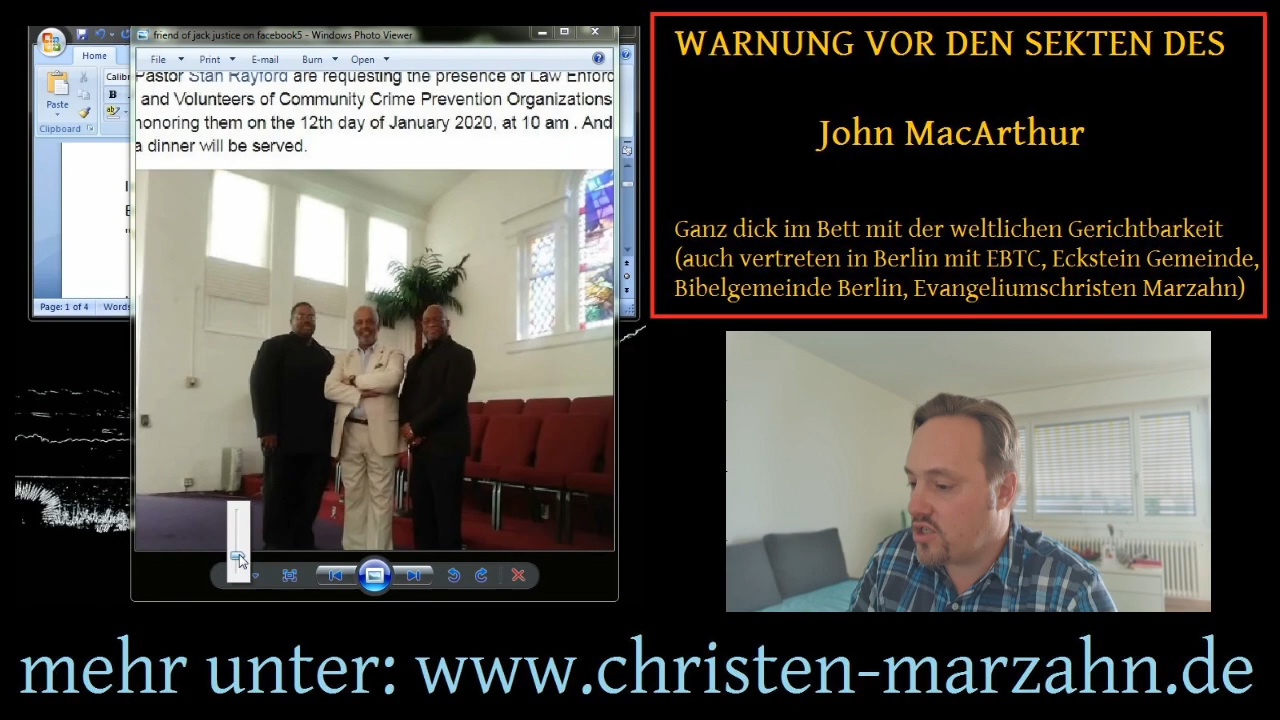 friend of jack justice on facebook5 - Windows Photo Viewer
Home
File Print E-mail Burn Open
Paste
Calibri
B
Clipboard
Pastor Stan Rayford are requesting the presence of Law Enforc
and Volunteers of Community Crime Prevention Organizations
honoring them on the 12th day of January 2020, at 10 am . And
a dinner will be served.
Page: 1 of 4 Words
WARNUNG VOR DEN SEKTEN DES
John MacArthur
Ganz dick im Bett mit der weltlichen Gerichtbarkeit
(auch vertreten in Berlin mit EBTC, Eckstein Gemeinde,
Bibelgemeinde Berlin, Evangeliumschristen Marzahn)
mehr unter: www.christen-marzahn.de